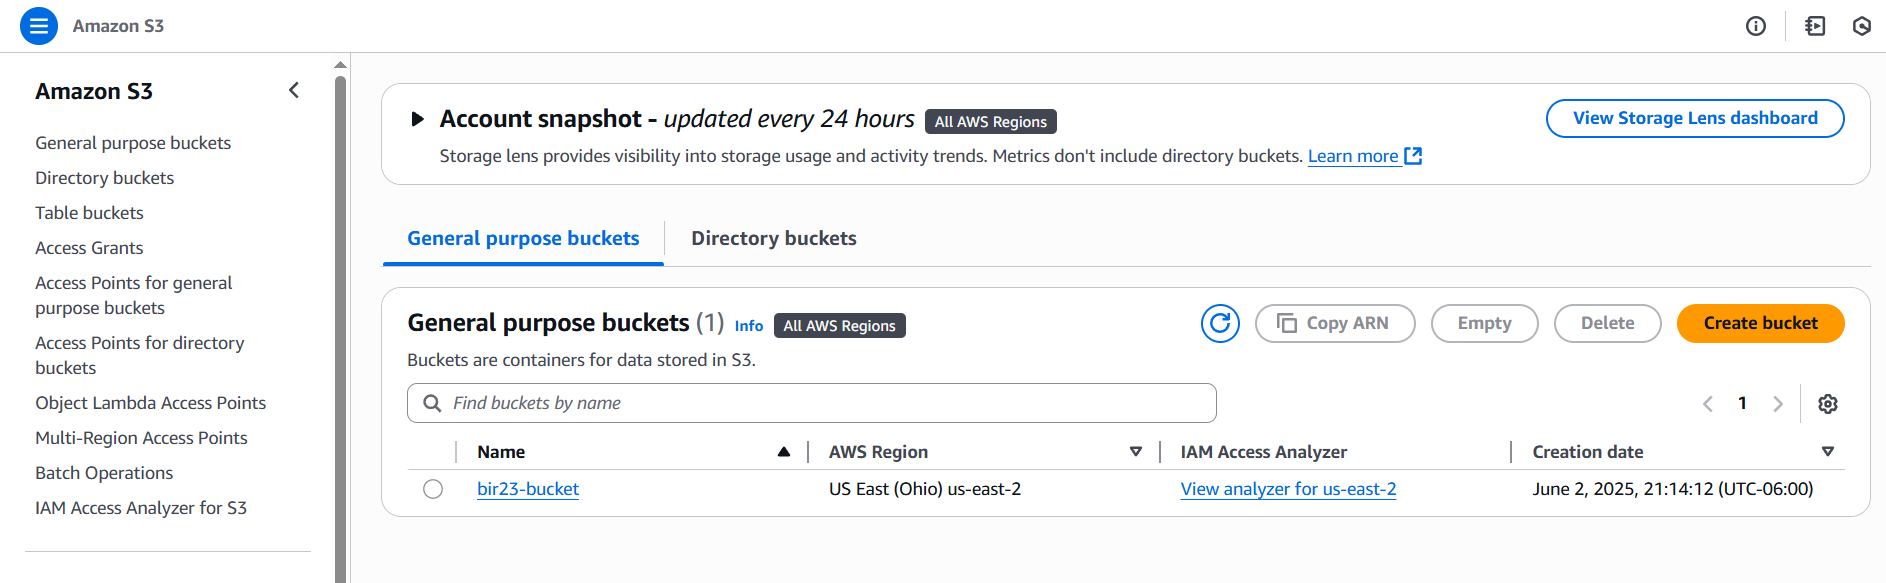 Amazon S3
Amazon S3
General purpose buckets
Directory buckets
Table buckets
Access Grants
Access Points for general
purpose buckets
Access Points for directory
buckets
Object Lambda Access Points
Multi-Region Access Points
Batch Operations
IAM Access Analyzer for S3
Account snapshot - updated every 24 hours All AWS Regions
View Storage Lens dashboard
Storage lens provides visibility into storage usage and activity trends. Metrics don't include directory buckets. Learn more
General purpose buckets Directory buckets
General purpose buckets (1) Info All AWS Regions
Copy ARN Empty Delete Create bucket
Buckets are containers for data stored in S3.
Find buckets by name
1
Name AWS Region IAM Access Analyzer Creation date
bir23-bucket US East (Ohio) us-east-2 View analyzer for us-east-2 June 2, 2025, 21:14:12 (UTC-06:00)